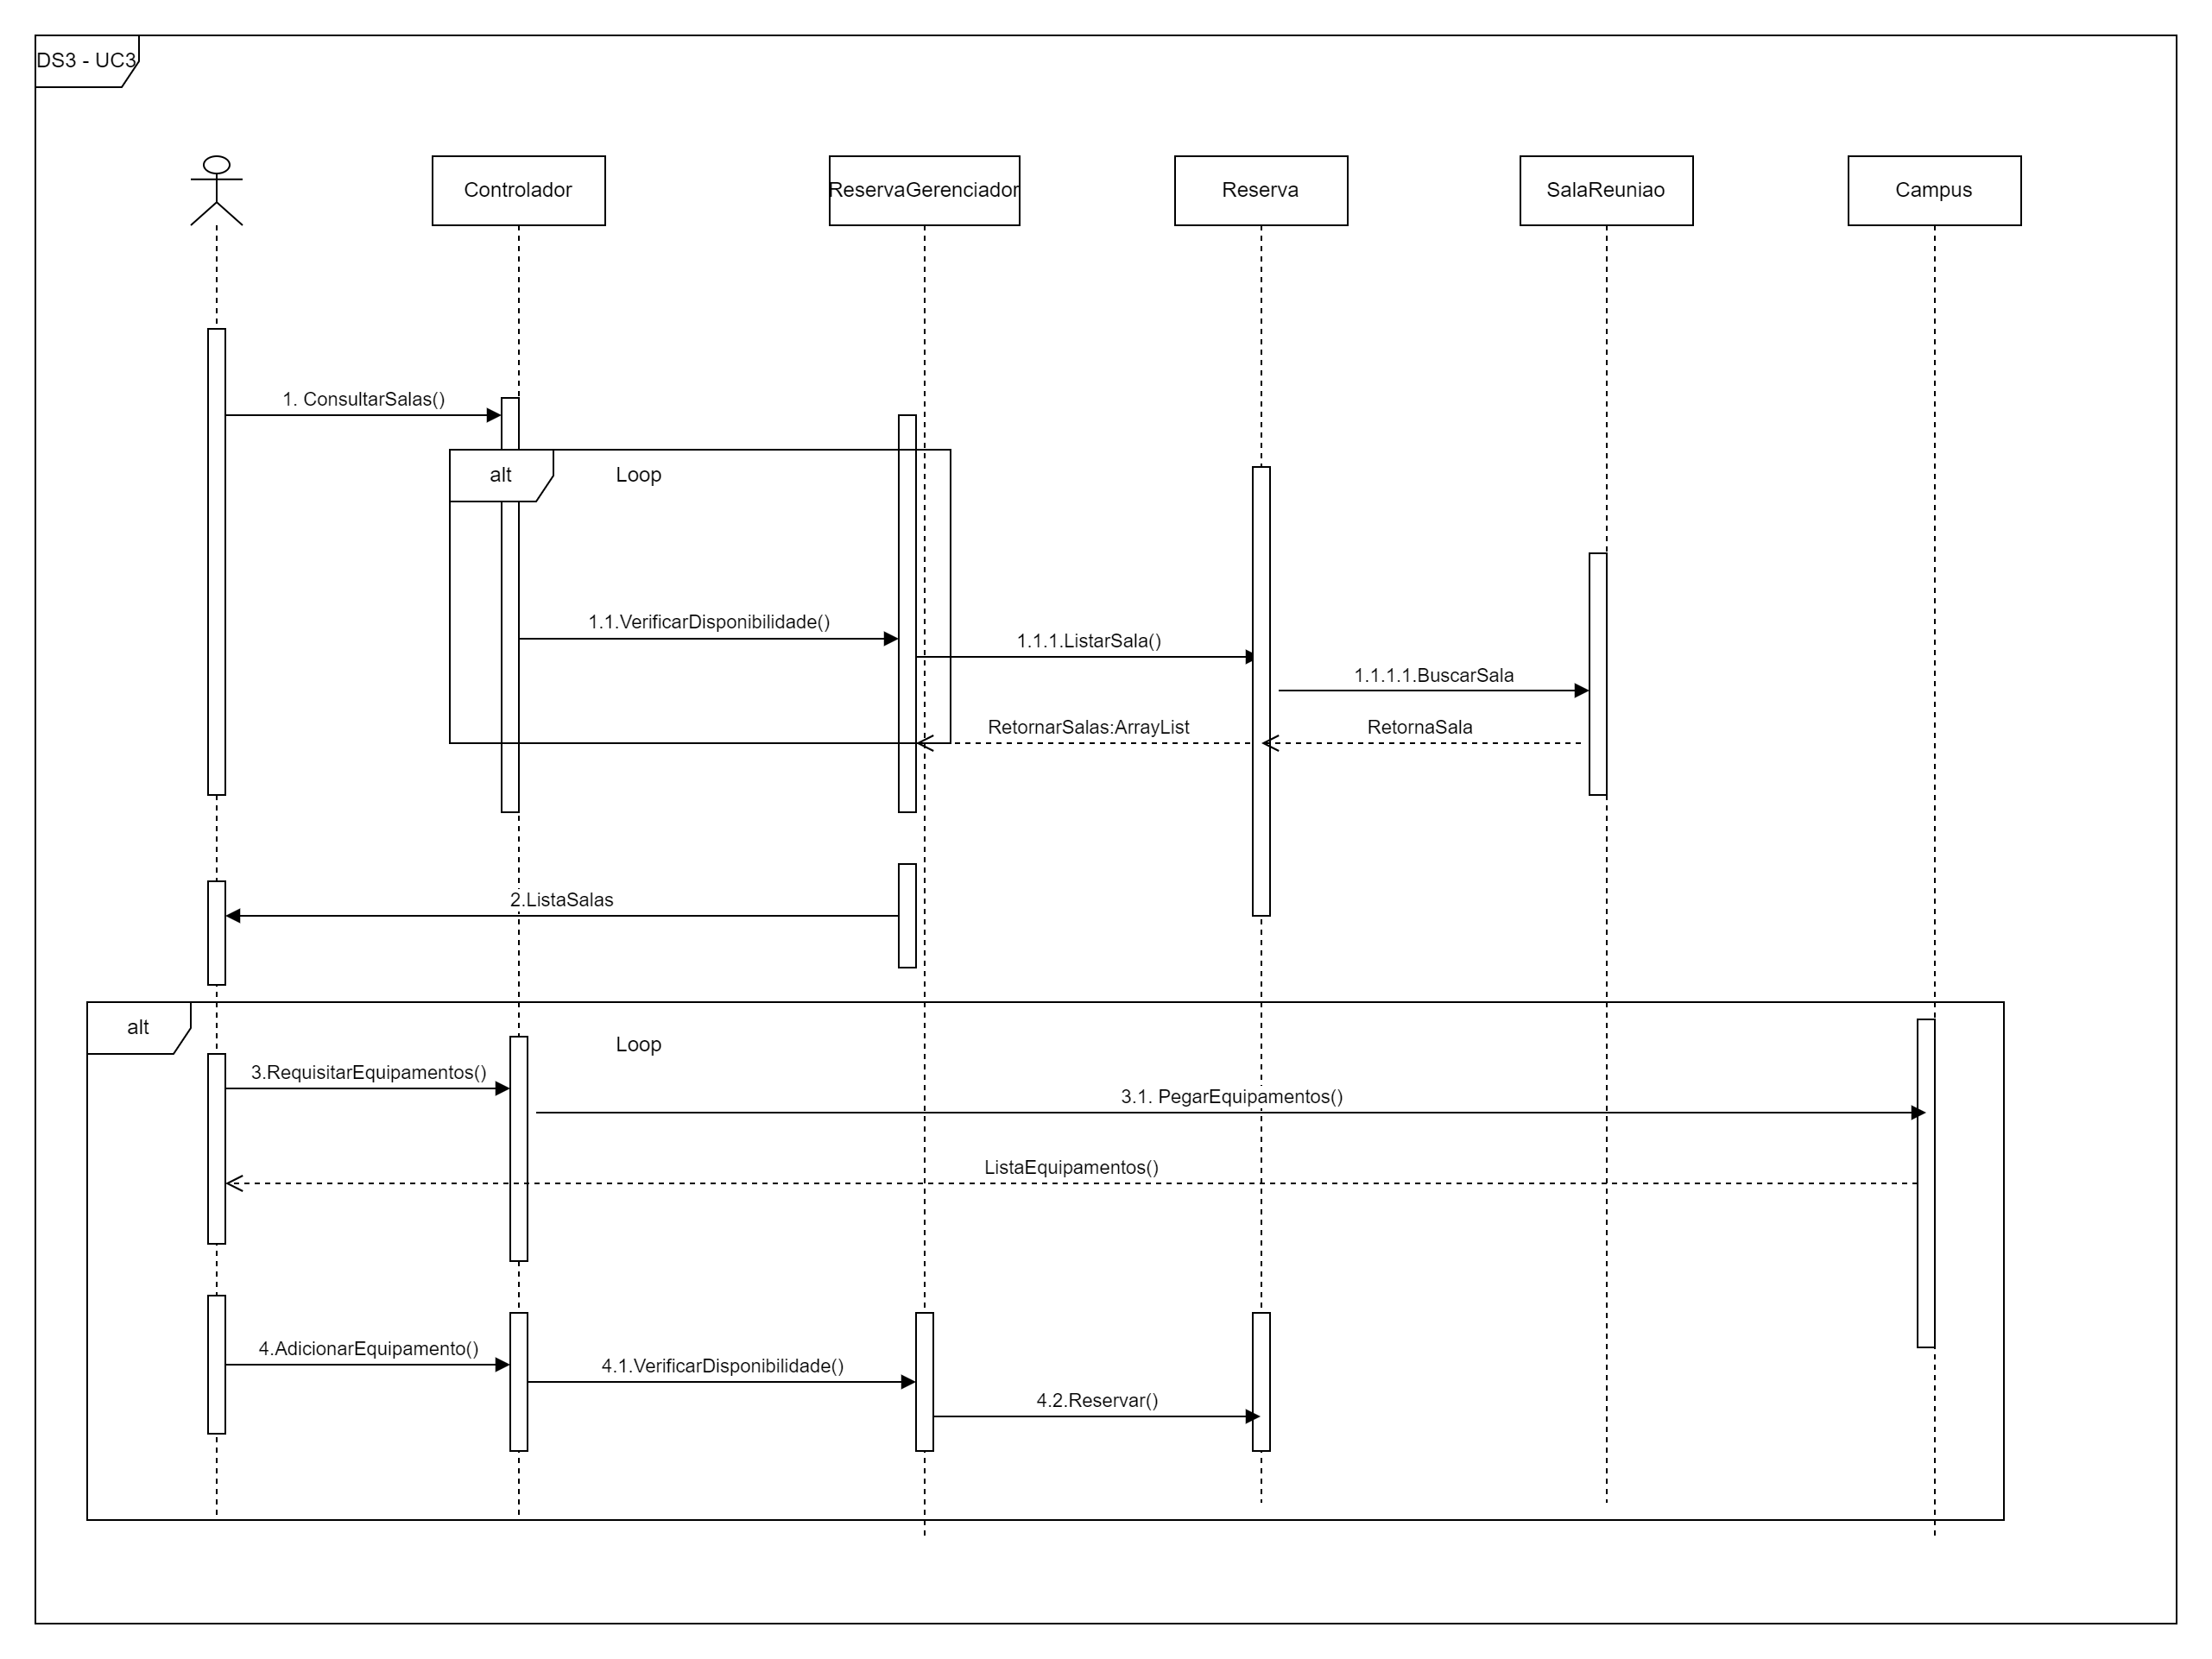 DS3 - UC3
Controlador
ReservaGerenciador
Reserva
SalaReuniao
Campus
1. ConsultarSalas()
alt
Loop
1.1.VerificarDisponibilidade()
1.1.1.ListarSala()
1.1.1.1.BuscarSala
RetornarSalas:ArrayList
RetornaSala
2.ListaSalas
alt
Loop
3.RequisitarEquipamentos()
3.1. PegarEquipamentos()
ListaEquipamentos()
4.AdicionarEquipamento()
4.1.VerificarDisponibilidade()
4.2.Reservar()